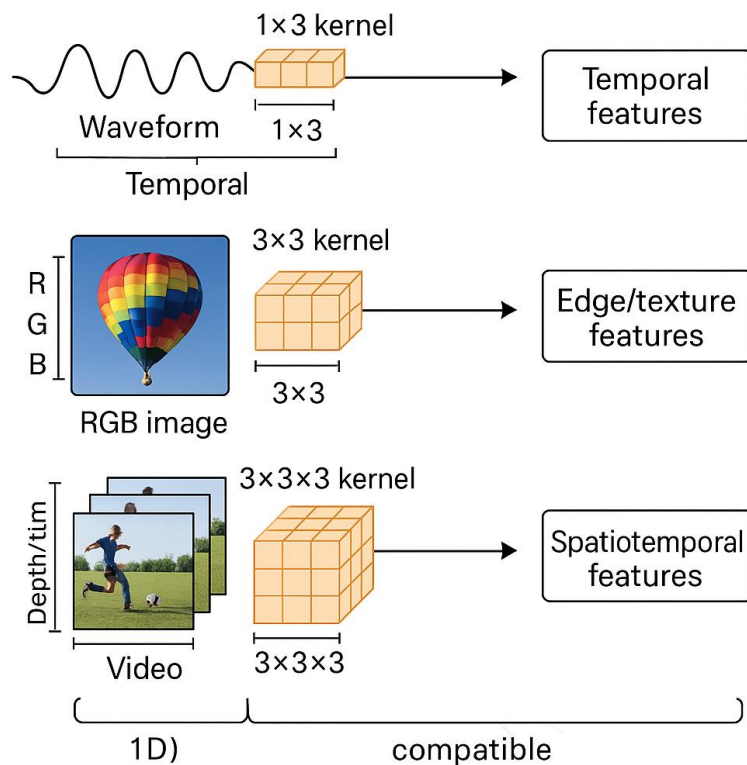 1×3 kernel
Waveform
1×3
Temporal
Temporal
features
3×3 kernel
R
G
B
3×3
RGB image
Edge/texture
features
3×3×3 kernel
Depth/tim
Video
3×3×3
Spatiotemporal
features
1D)
compatible